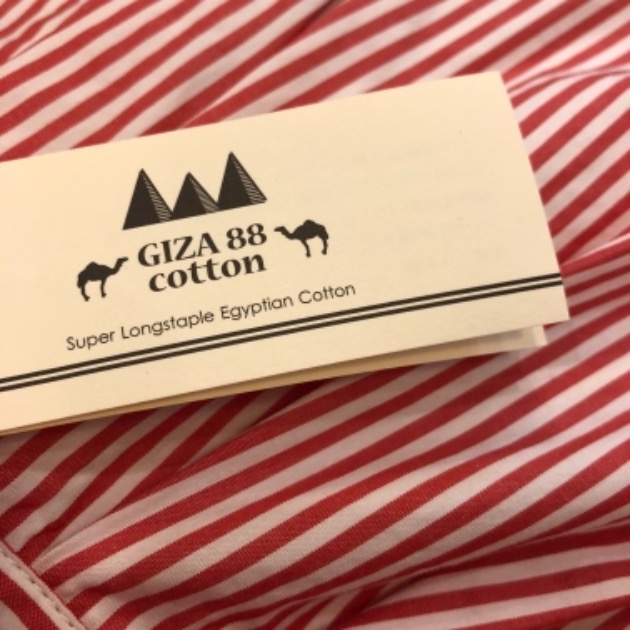 GIZA 88
cotton
Super Longstaple Egyptian Cotton